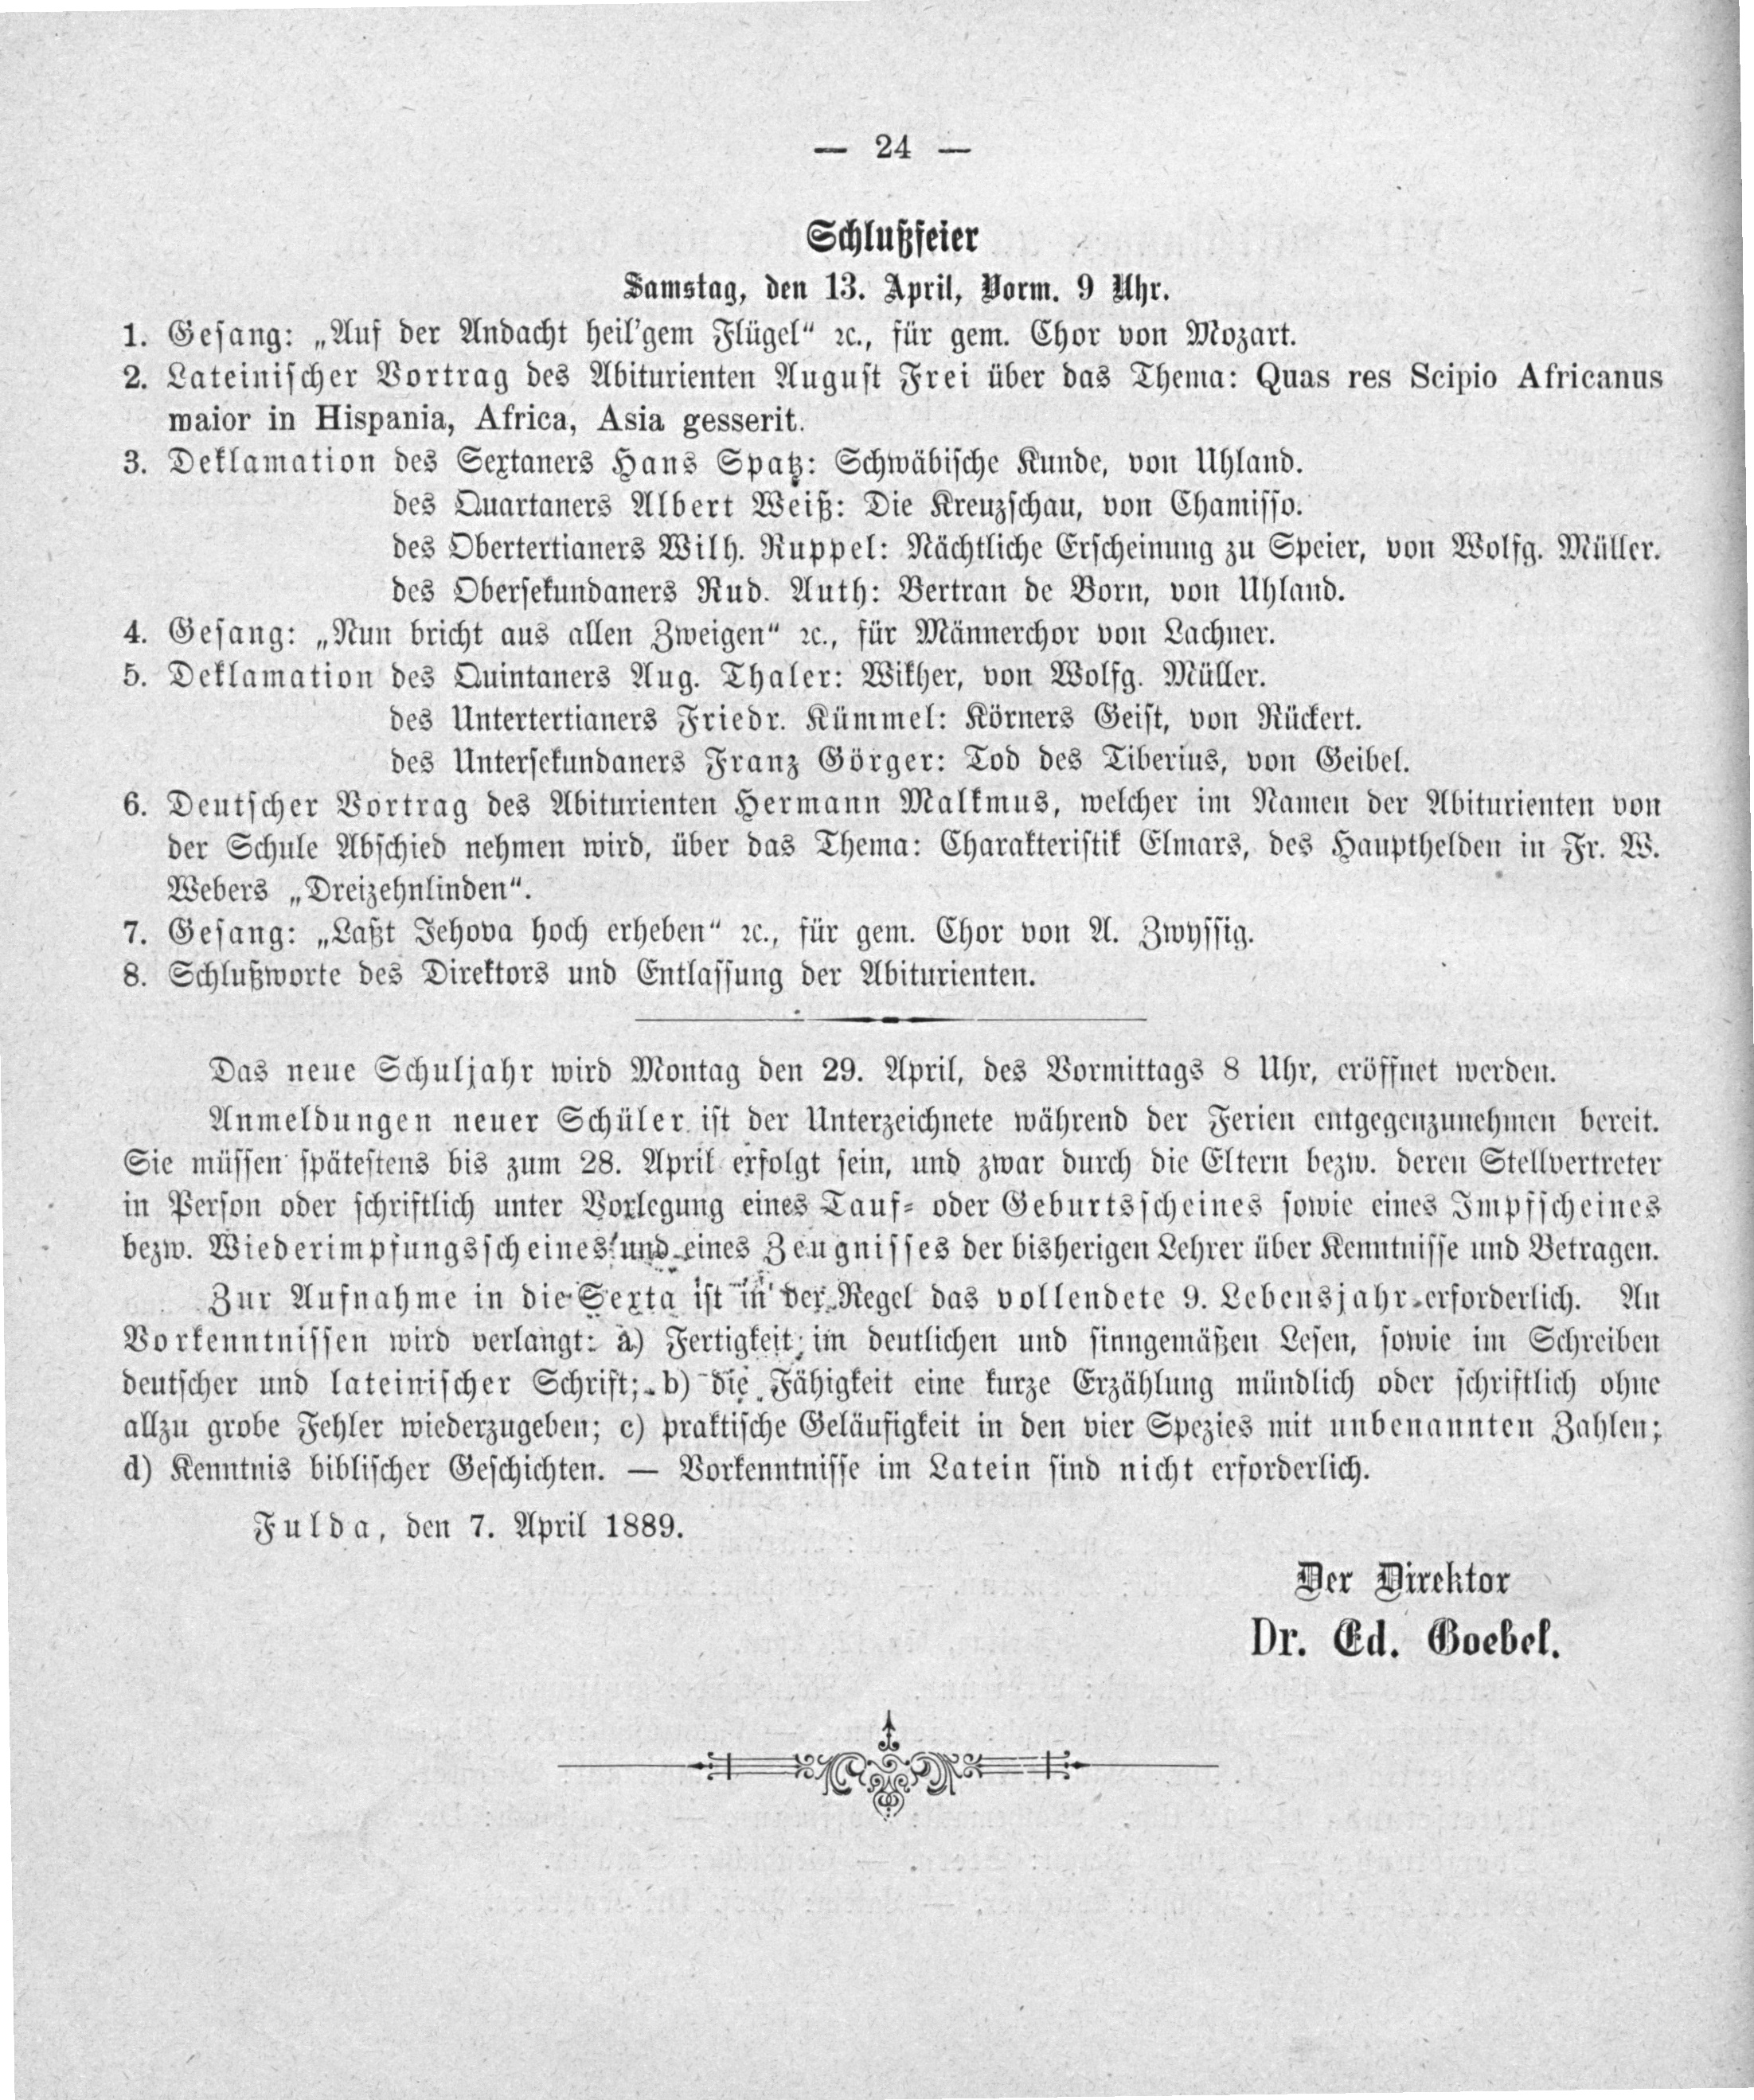 — 24 —
Schlußfeier
Samstag, den 13. April, Vorm. 9 Uhr.
1. Gesang: „Auf der Andacht heil'gem Flügel“ ꝛc., für gem. Chor von Mozart.
2. Lateinischer Vortrag des Abiturienten August Frei über das Thema: Quas res Scipio Africanus
maior in Hispania, Africa, Asia gesserit.
3. Deklamation des Sextaners Hans Spatz: Schwäbische Kunde, von Uhland.
des Quartaners Albert Weiß: Die Kreuzschau, von Chamisso.
des Obertertianers Wilh. Ruppel: Nächtliche Erscheinung zu Speier, von Wolfg. Müller.
des Obersekundaners Rud. Auth: Bertran de Born, von Uhland.
4. Gesang: „Nun bricht aus allen Zweigen“ ꝛc., für Männerchor von Lachner.
5. Deklamation des Quintaners Aug. Thaler: Wikher, von Wolfg. Müller.
des Untertertianers Friedr. Kümmel: Körners Geist, von Rückert.
des Untersekundaners Franz Görger: Tod des Tiberius, von Geibel.
6. Deutscher Vortrag des Abiturienten Hermann Malkmus, welcher im Namen der Abiturienten von
der Schule Abschied nehmen wird, über das Thema: Charakteristik Elmars, des Haupthelden in Fr. W.
Webers „Dreizehnlinden“.
7. Gesang: „Laßt Jehova hoch erheben“ ꝛc., für gem. Chor von A. Zwyssig.
8. Schlußworte des Direktors und Entlassung der Abiturienten.
Das neue Schuljahr wird Montag den 29. April, des Vormittags 8 Uhr, eröffnet werden.
Anmeldungen neuer Schüler ist der Unterzeichnete während der Ferien entgegenzunehmen bereit.
Sie müssen spätestens bis zum 28. April erfolgt sein, und zwar durch die Eltern bezw. deren Stellvertreter
in Person oder schriftlich unter Vorlegung eines Tauf- oder Geburtsscheines sowie eines Impfscheines
bezw. Wiederimpfungsscheines und eines Zeugnisses der bisherigen Lehrer über Kenntnisse und Betragen.
Zur Aufnahme in die Sexta ist in der Regel das vollendete 9. Lebensjahr erforderlich. An
Vorkenntnissen wird verlangt: a) Fertigkeit im deutlichen und sinngemäßen Lesen, sowie im Schreiben
deutscher und lateinischer Schrift; b) die Fähigkeit eine kurze Erzählung mündlich oder schriftlich ohne
allzu grobe Fehler wiederzugeben; c) praktische Geläufigkeit in den vier Spezies mit unbenannten Zahlen;
d) Kenntnis biblischer Geschichten. — Vorkenntnisse im Latein sind nicht erforderlich.
Fulda, den 7. April 1889.
Der Direktor
Dr. Ed. Goebel.